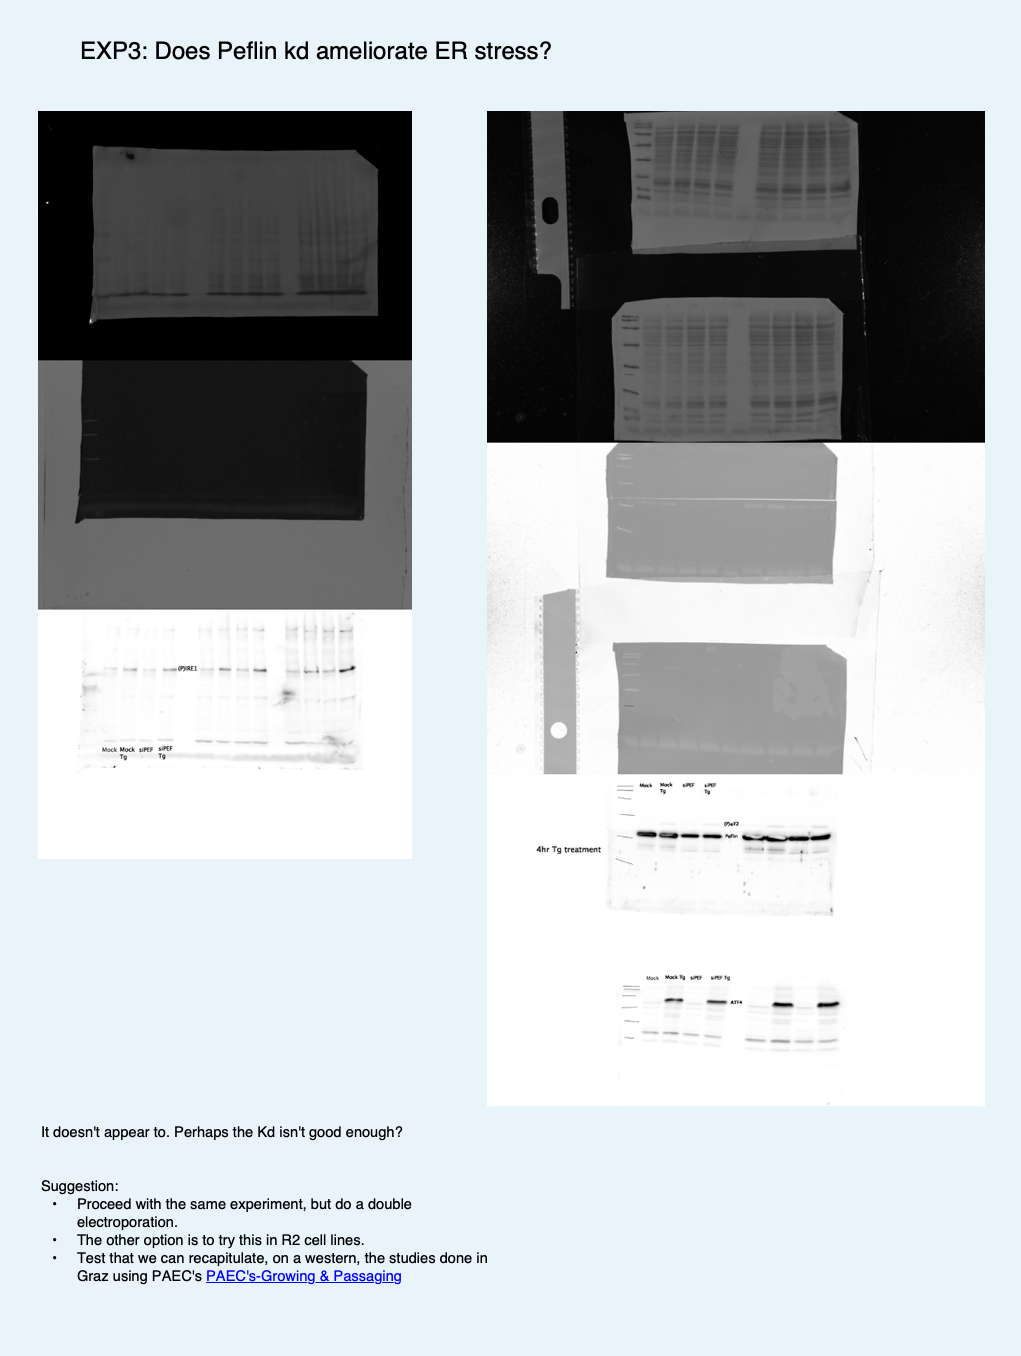 EXP3: Does Peflin kd ameliorate ER stress?
(P)IRE1
Mock Mock Tg siPEF siPEF Tg
Mock Mock Tg siPEF siPEF Tg
(P)eif2
Peflin
4hr Tg treatment
Mock Mock Tg siPEF siPEF Tg
ATF4
It doesn't appear to. Perhaps the Kd isn't good enough?
Suggestion:
• Proceed with the same experiment, but do a double
electroporation.
• The other option is to try this in R2 cell lines.
• Test that we can recapitulate, on a western, the studies done in
Graz using PAEC's PAEC's-Growing & Passaging